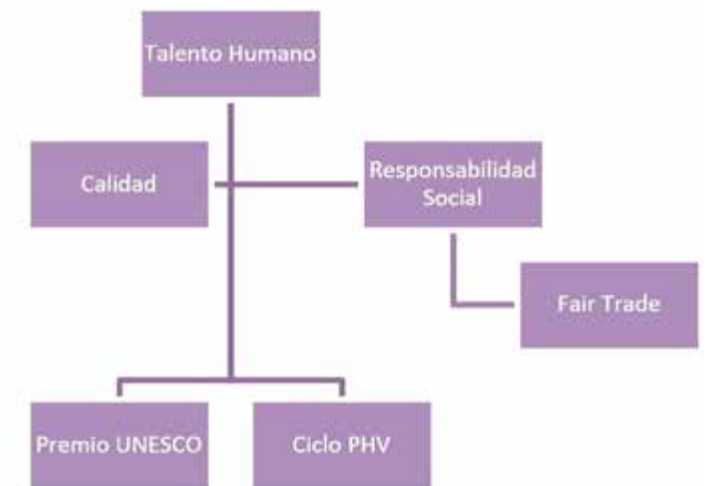 Talento Humano
Calidad
Responsabilidad
Social
Fair Trade
Premio UNESCO
Ciclo PHV